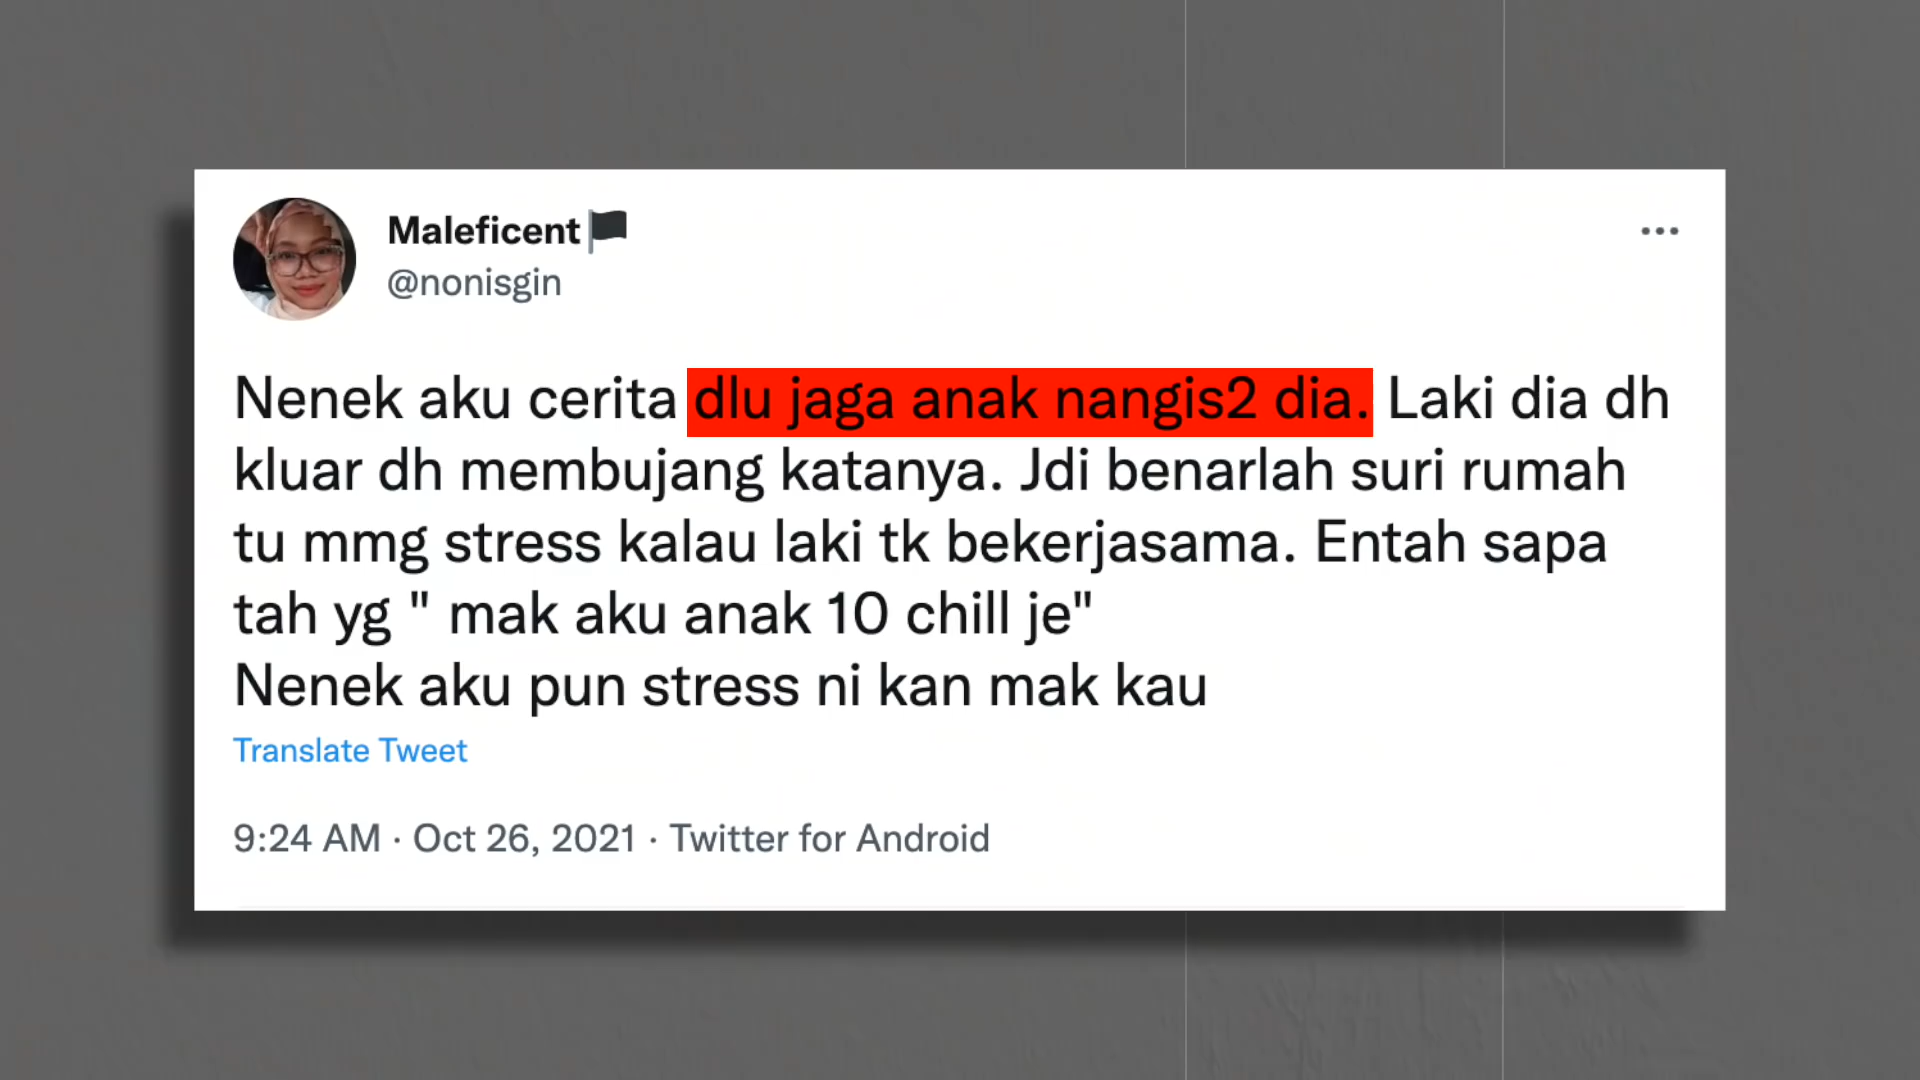 Maleficent🏴
@nonisgin
Nenek aku cerita dlu jaga anak nangis2 dia. Laki dia dh
kluar dh membujang katanya. Jdi benarlah suri rumah
tu mmg stress kalau laki tk bekerjasama. Entah sapa
tah yg " mak aku anak 10 chill je"
Nenek aku pun stress ni kan mak kau
Translate Tweet
9:24 AM · Oct 26, 2021 · Twitter for Android